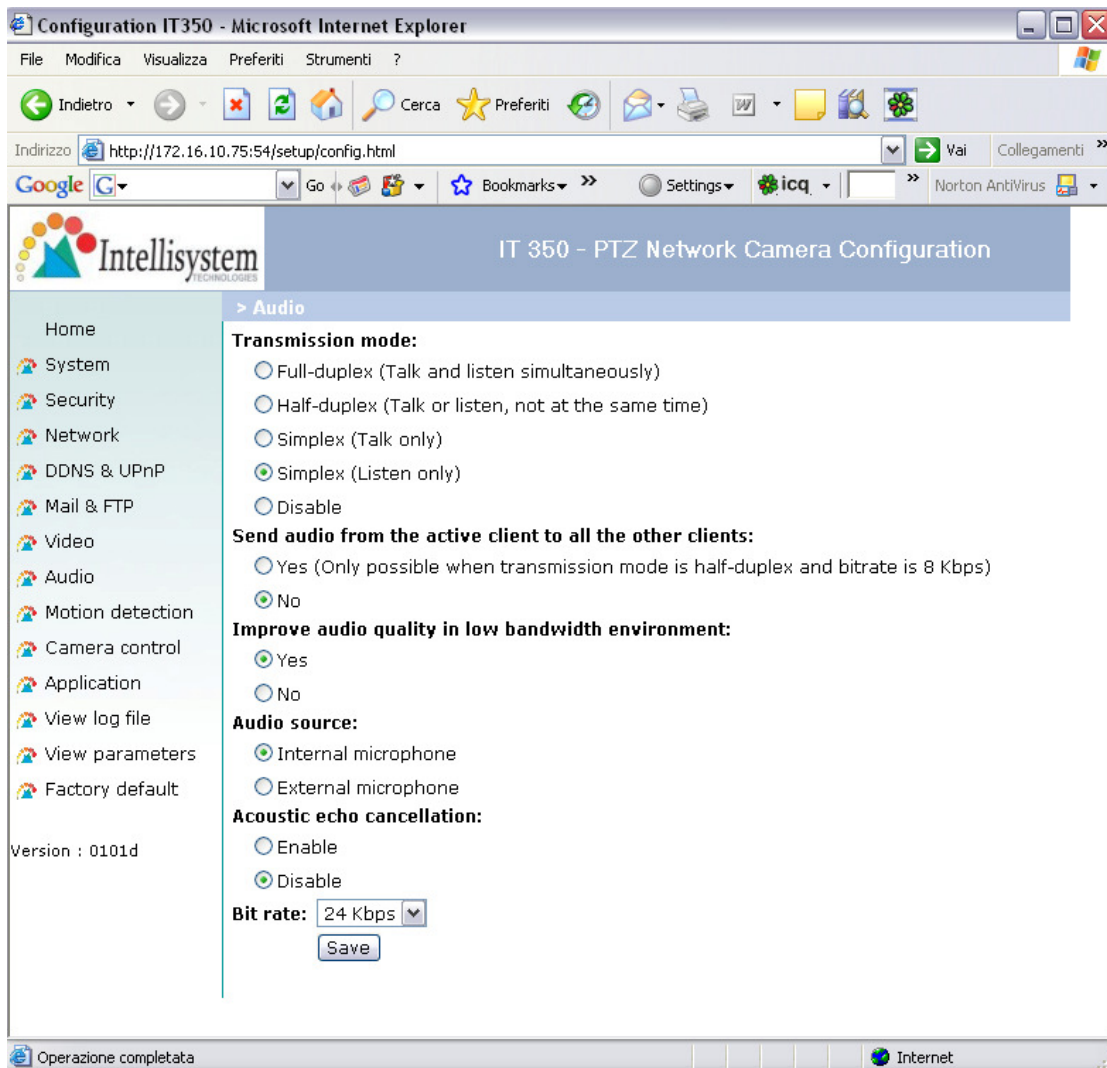 Configuration IT350 - Microsoft Internet Explorer
File Modifica Visualizza Preferiti Strumenti ?
Indietro Cerca Preferiti
Indirizzo http://172.16.10.75:54/setup/config.html Vai Collegamenti »
Google G Go Bookmarks » Settings icq » Norton AntiVirus
Intellisystem
TECHNOLOGIES
IT 350 - PTZ Network Camera Configuration
> Audio
Home
System
Security
Network
DDNS & UPnP
Mail & FTP
Video
Audio
Motion detection
Camera control
Application
View log file
View parameters
Factory default
Version : 0101d
Transmission mode:
Full-duplex (Talk and listen simultaneously)
Half-duplex (Talk or listen, not at the same time)
Simplex (Talk only)
Simplex (Listen only)
Disable
Send audio from the active client to all the other clients:
Yes (Only possible when transmission mode is half-duplex and bitrate is 8 Kbps)
No
Improve audio quality in low bandwidth environment:
Yes
No
Audio source:
Internal microphone
External microphone
Acoustic echo cancellation:
Enable
Disable
Bit rate: 24 Kbps
Save
Operazione completata Internet